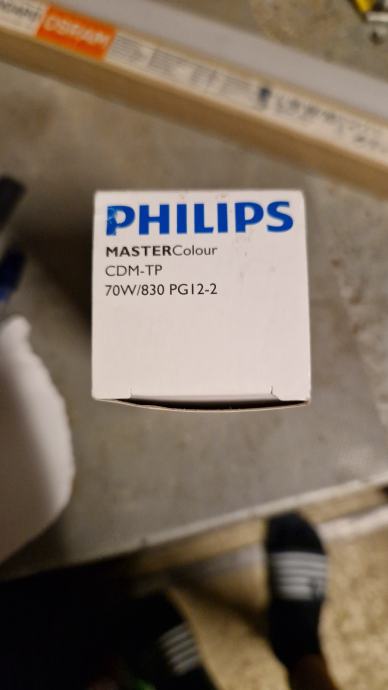 OSRAM
PHILIPS
MASTERColour
CDM-TP
70W/830 PG12-2